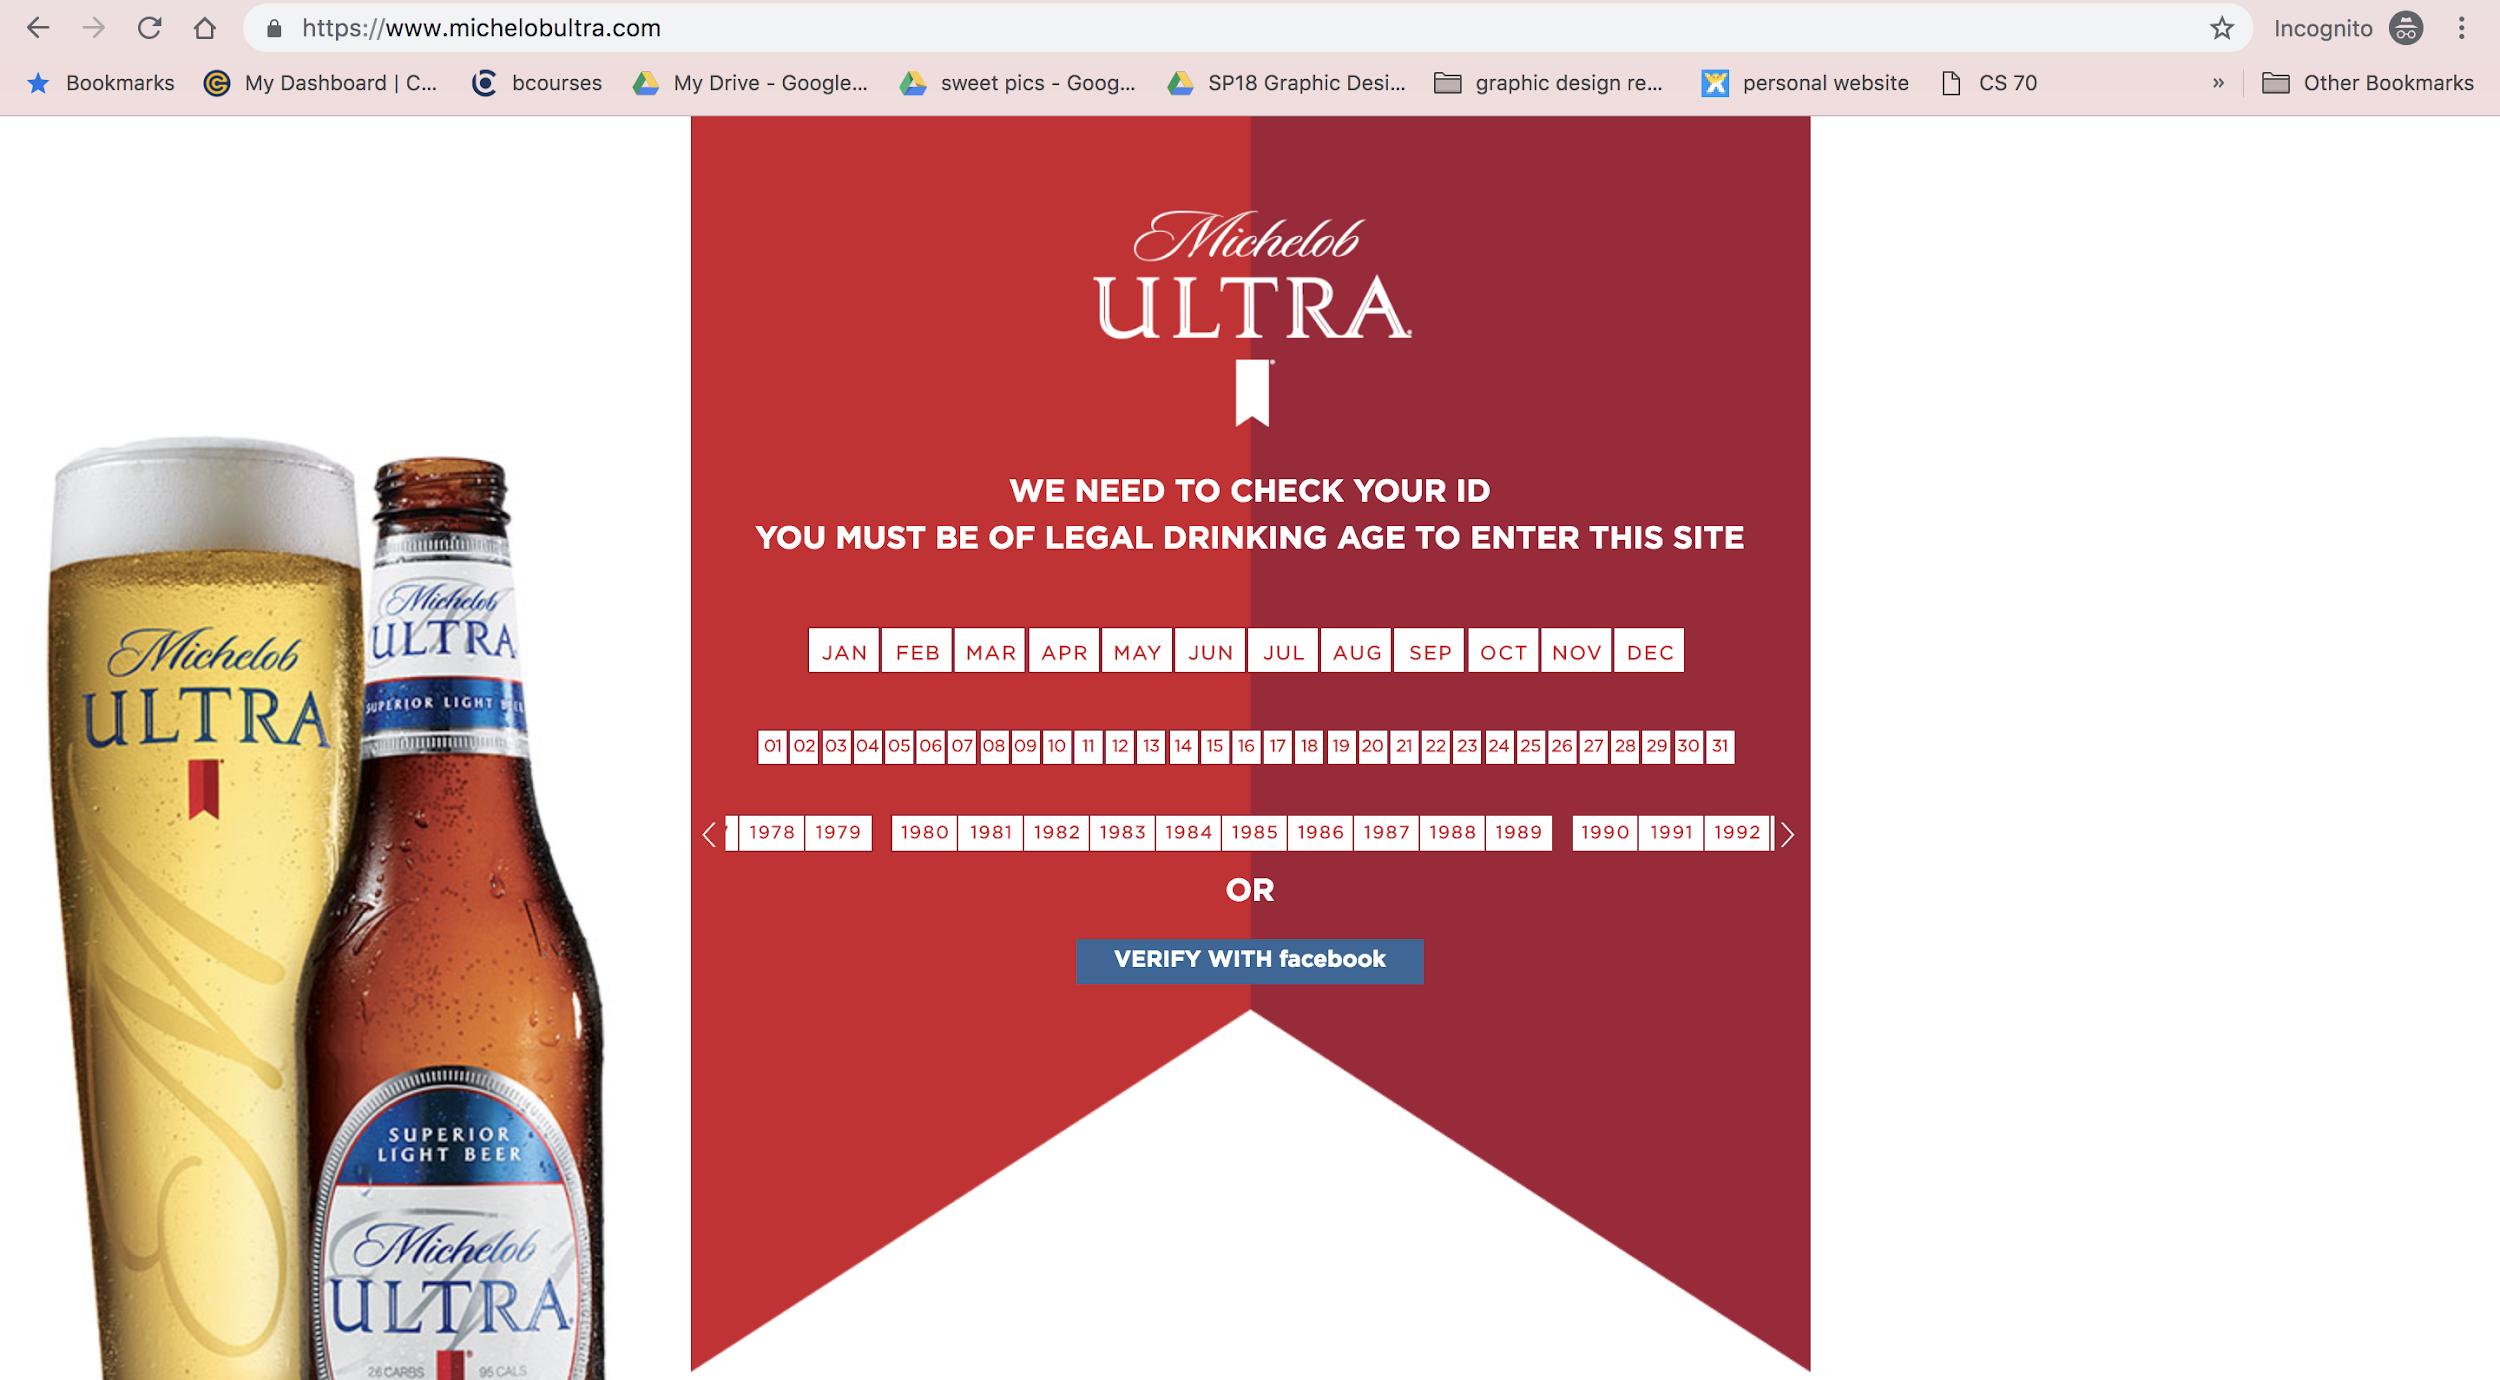 https://www.michelobultra.com
Incognito
Bookmarks My Dashboard | C... bcourses My Drive - Google... sweet pics - Goog... SP18 Graphic Desi... graphic design re... personal website CS 70 » Other Bookmarks
Michelob
ULTRA
WE NEED TO CHECK YOUR ID
YOU MUST BE OF LEGAL DRINKING AGE TO ENTER THIS SITE
JAN FEB MAR APR MAY JUN JUL AUG SEP OCT NOV DEC
01 02 03 04 05 06 07 08 09 10 11 12 13 14 15 16 17 18 19 20 21 22 23 24 25 26 27 28 29 30 31
1978 1979 1980 1981 1982 1983 1984 1985 1986 1987 1988 1989 1990 1991 1992
OR
VERIFY WITH facebook
Michelob
ULTRA
Michelob
ULTRA
SUPERIOR LIGHT BEER
SUPERIOR
LIGHT BEER
Michelob
ULTRA
2.6 CARBS 95 CALS